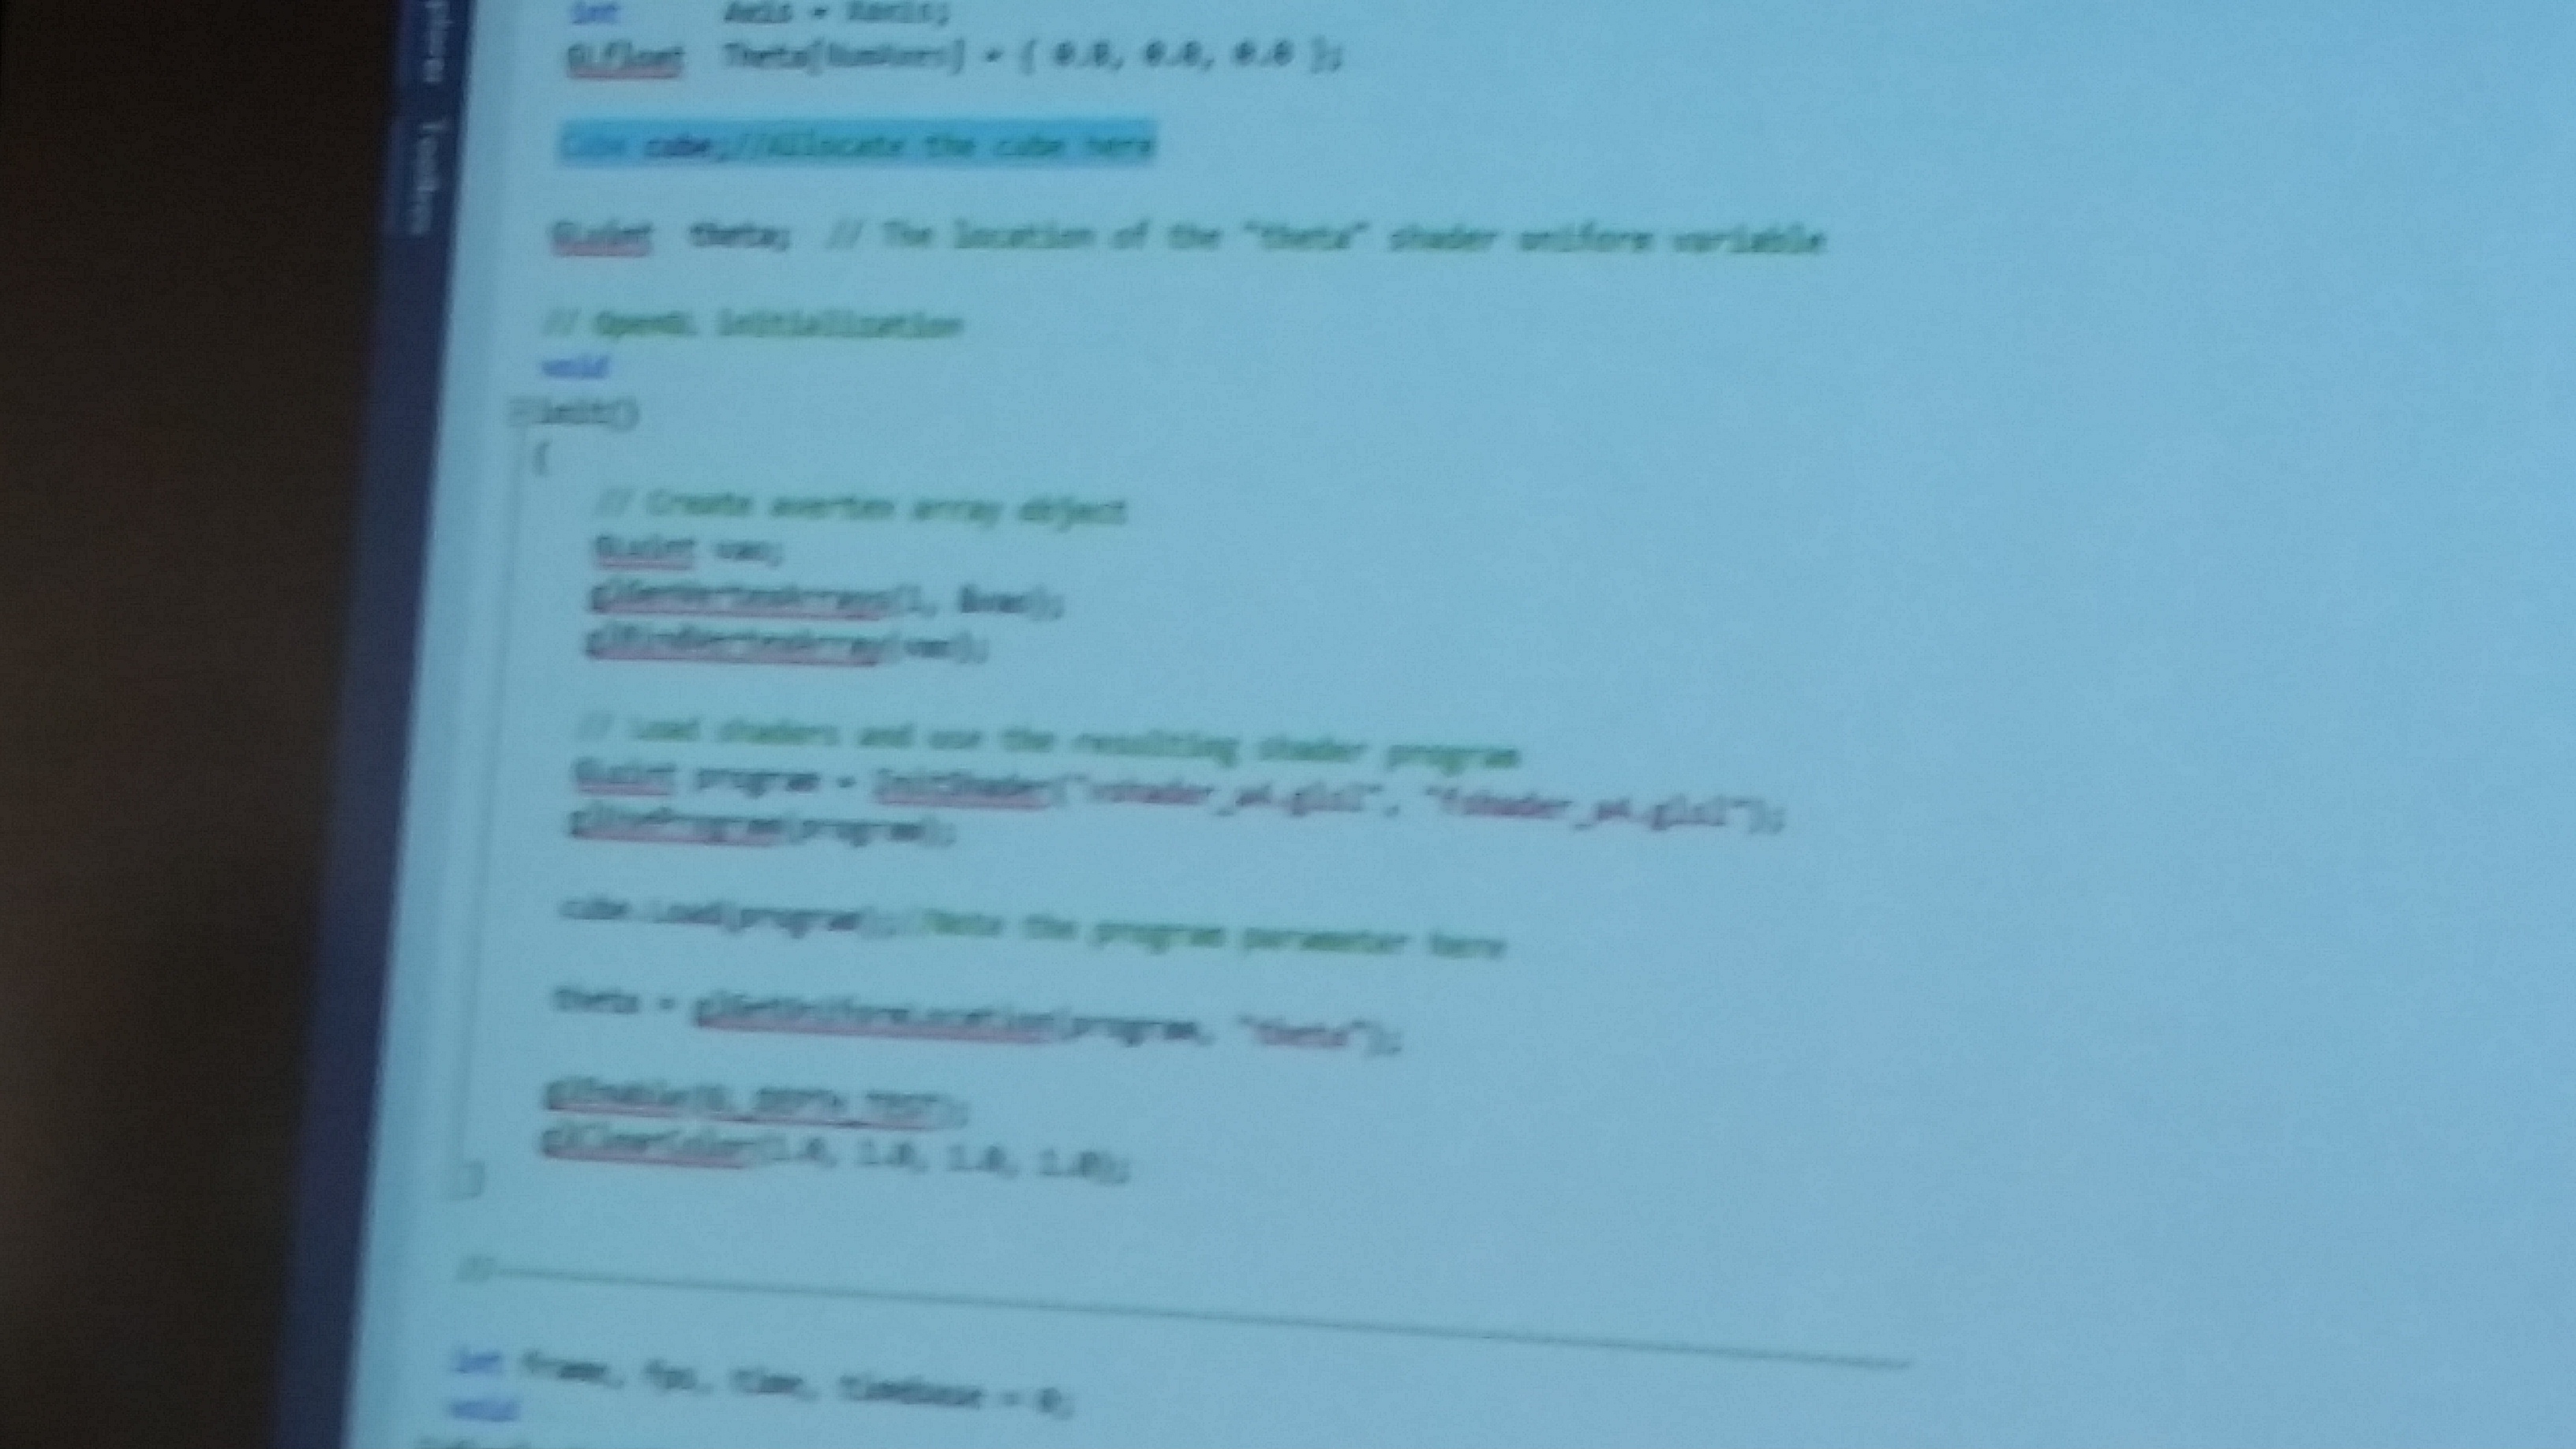 int Axis = Xaxis;
GLfloat Theta[NumAxes] = { 0.0, 0.0, 0.0 };
Cube cube;//Allocate the cube here
GLuint theta; // The location of the "theta" shader uniform variable
// OpenGL initialization
void
init()
{
// Create avertex array object
GLuint vao;
glGenVertexArrays(1, &vao);
glBindVertexArray(vao);
// Load shaders and use the resulting shader program
GLuint program = InitShader("vshader_a4.glsl", "fshader_a4.glsl");
glUseProgram(program);
cube.Load(program);//Note the program parameter here
theta = glGetUniformLocation(program, "theta");
glEnable(GL_DEPTH_TEST);
glClearColor(1.0, 1.0, 1.0, 1.0);
}
//
int frame, fps, time, timebase = 0;
void